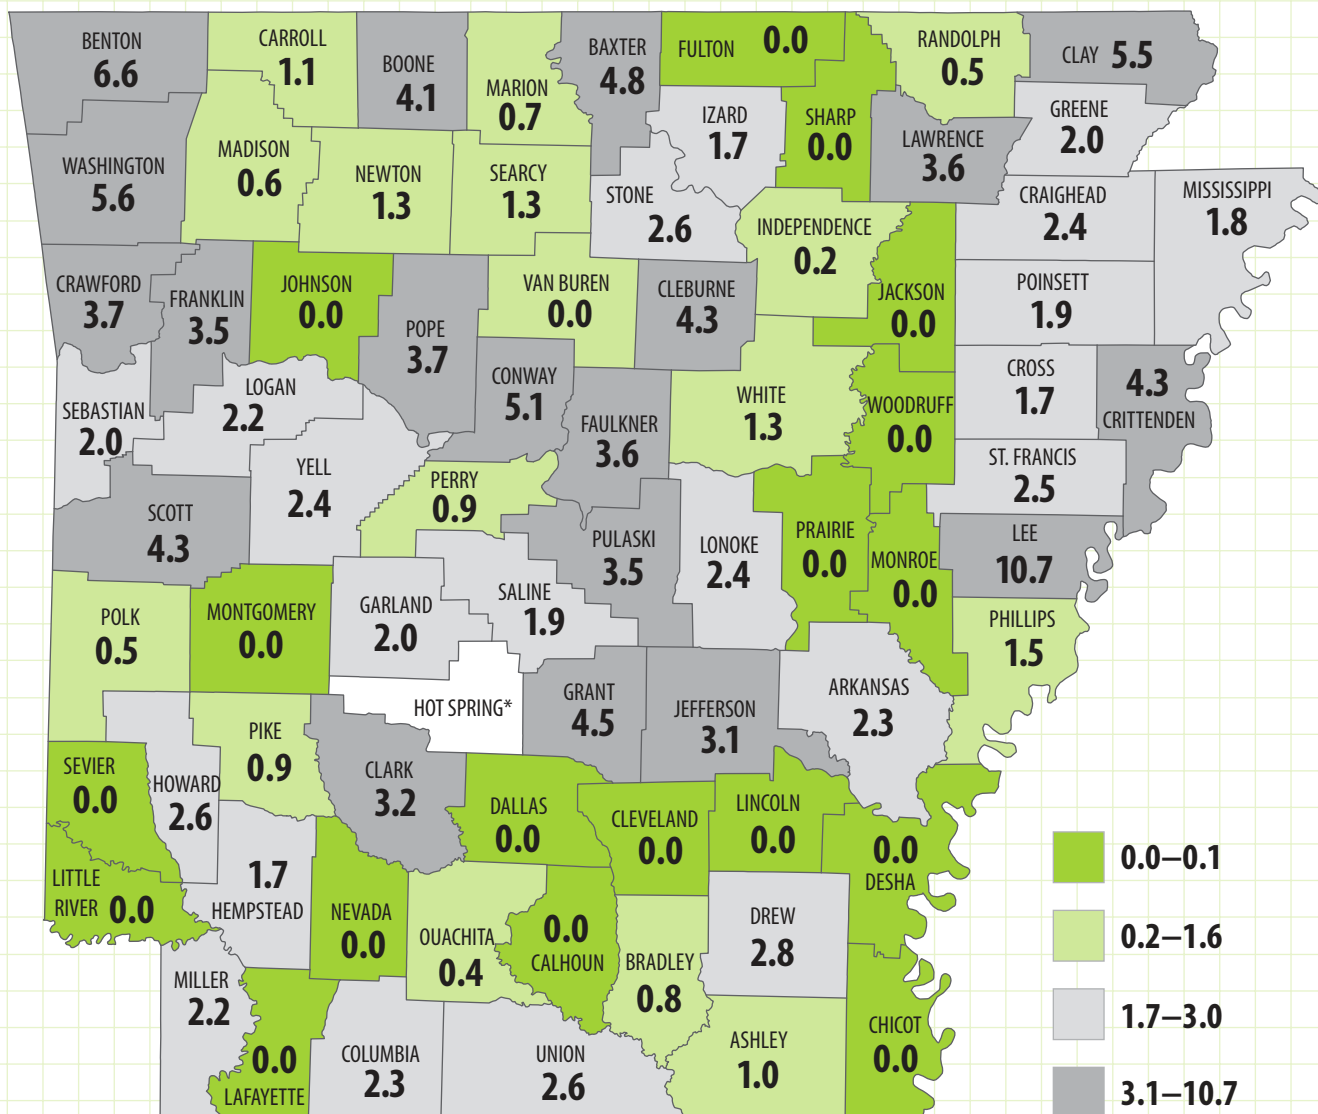 BENTON
6.6
CARROLL
1.1
BOONE
4.1
MARION
0.7
BAXTER
4.8
FULTON 0.0
RANDOLPH
0.5
CLAY 5.5
IZARD
1.7
SHARP
0.0
LAWRENCE
3.6
GREENE
2.0
WASHINGTON
5.6
MADISON
0.6
NEWTON
1.3
SEARCY
1.3
STONE
2.6
INDEPENDENCE
0.2
CRAIGHEAD
2.4
MISSISSIPPI
1.8
CRAWFORD
3.7
FRANKLIN
3.5
JOHNSON
0.0
POPE
3.7
VAN BUREN
0.0
CLEBURNE
4.3
JACKSON
0.0
POINSETT
1.9
SEBASTIAN
2.0
LOGAN
2.2
CONWAY
5.1
FAULKNER
3.6
WHITE
1.3
WOODRUFF
0.0
CROSS
1.7
4.3
CRITTENDEN
YELL
2.4
PERRY
0.9
ST. FRANCIS
2.5
SCOTT
4.3
PULASKI
3.5
LONOKE
2.4
PRAIRIE
0.0
MONROE
0.0
LEE
10.7
POLK
0.5
MONTGOMERY
0.0
GARLAND
2.0
SALINE
1.9
PHILLIPS
1.5
HOT SPRING*
GRANT
4.5
JEFFERSON
3.1
ARKANSAS
2.3
SEVIER
0.0
HOWARD
2.6
PIKE
0.9
CLARK
3.2
DALLAS
0.0
CLEVELAND
0.0
LINCOLN
0.0
0.0
DESHA
LITTLE
RIVER 0.0
1.7
HEMPSTEAD
NEVADA
0.0
OUACHITA
0.4
0.0
CALHOUN
BRADLEY
0.8
DREW
2.8
MILLER
2.2
0.0
LAFAYETTE
COLUMBIA
2.3
UNION
2.6
ASHLEY
1.0
CHICOT
0.0
0.0–0.1
0.2–1.6
1.7–3.0
3.1–10.7